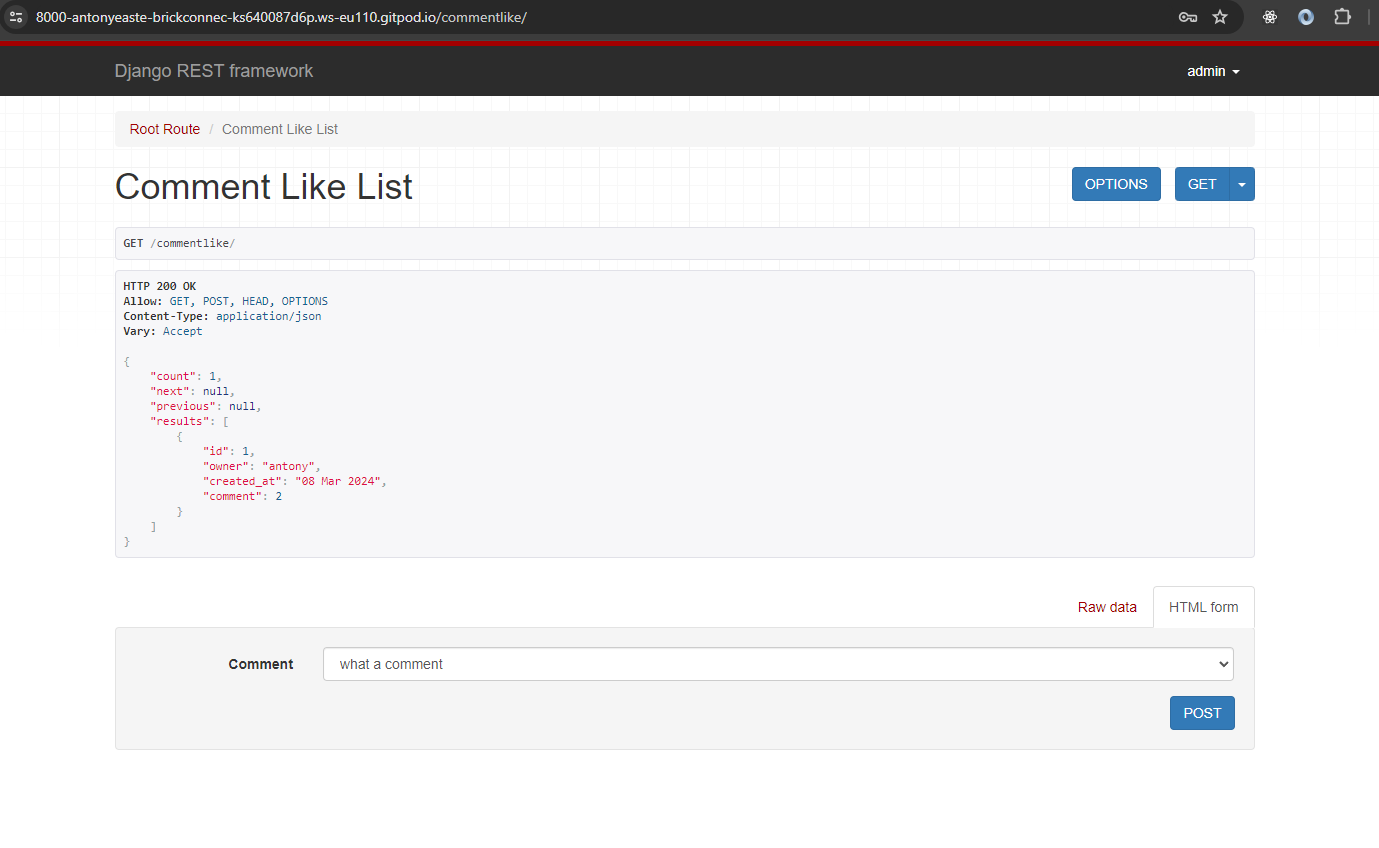 8000-antonyeaste-brickconnec-ks640087d6p.ws-eu110.gitpod.io/commentlike/
Django REST framework
admin
Root Route / Comment Like List
Comment Like List
OPTIONS
GET
GET /commentlike/
HTTP 200 OK
Allow: GET, POST, HEAD, OPTIONS
Content-Type: application/json
Vary: Accept
{
    "count": 1,
    "next": null,
    "previous": null,
    "results": [
        {
            "id": 1,
            "owner": "antony",
            "created_at": "08 Mar 2024",
            "comment": 2
        }
    ]
}
Raw data
HTML form
Comment
what a comment
POST